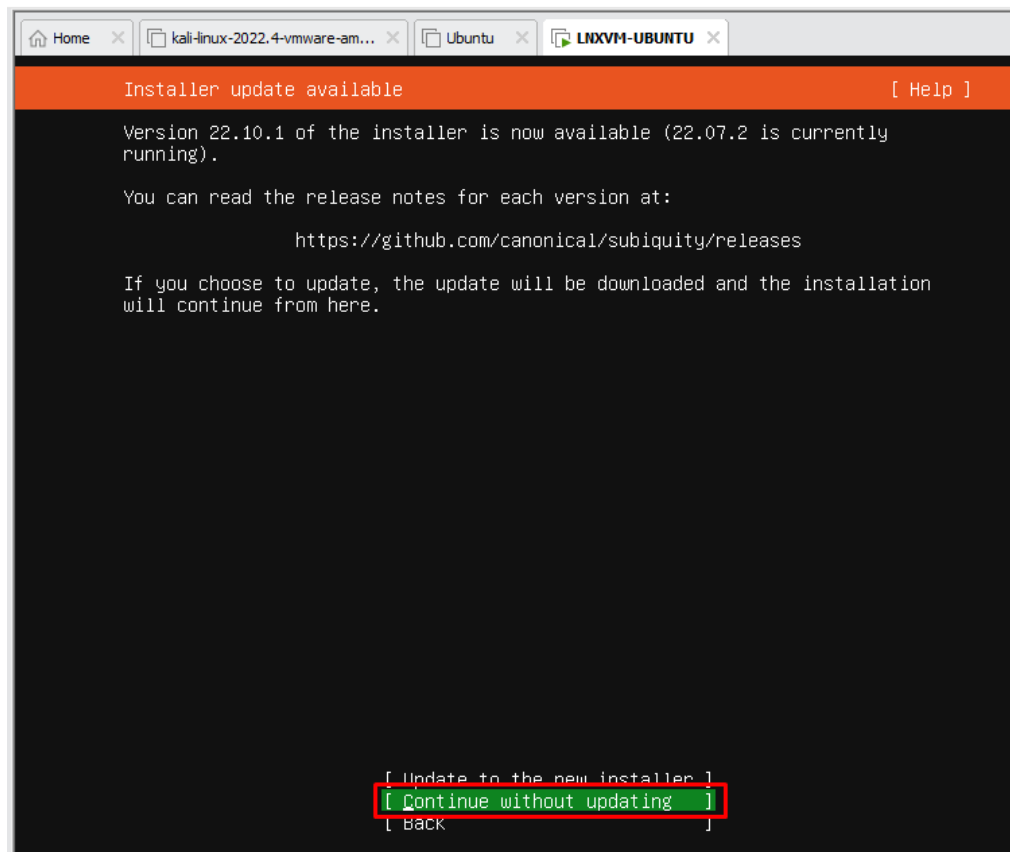 Home
kali-linux-2022.4-vmware-am...
Ubuntu
LNXVM-UBUNTU
Installer update available [ Help ]
Version 22.10.1 of the installer is now available (22.07.2 is currently
running).
You can read the release notes for each version at:
https://github.com/canonical/subiquity/releases
If you choose to update, the update will be downloaded and the installation
will continue from here.
[ Update to the new installer ]
[ Continue without updating ]
[ Back ]